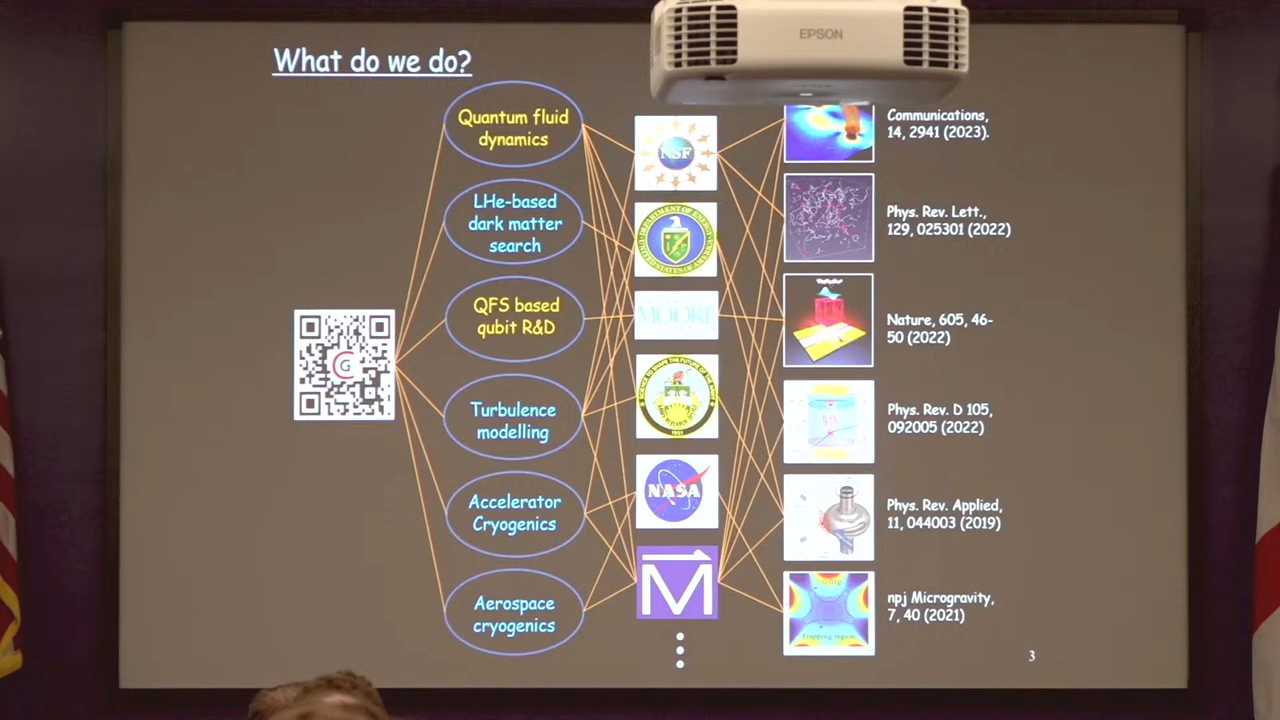 EPSON
What do we do?
Quantum fluid
dynamics
LHe-based
dark matter
search
QFS based
qubit R&D
Turbulence
modelling
Accelerator
Cryogenics
Aerospace
cryogenics
G
NSF
MOORE
NASA
M
Communications,
14, 2941 (2023).
Phys. Rev. Lett.,
129, 025301 (2022)
Nature, 605, 46-
50 (2022)
Phys. Rev. D 105,
092005 (2022)
Phys. Rev. Applied,
11, 044003 (2019)
npj Microgravity,
7, 40 (2021)
Trapping region
3